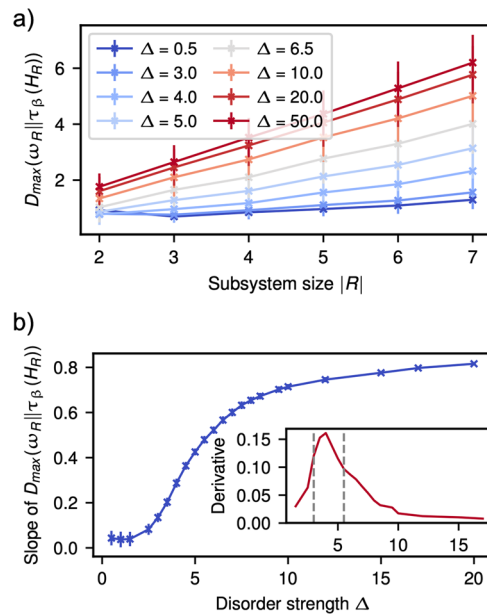 a)
Δ = 0.5
Δ = 3.0
Δ = 4.0
Δ = 5.0
Δ = 6.5
Δ = 10.0
Δ = 20.0
Δ = 50.0
D_max(ω_R||τ_β(H_R))
6
4
2
2 3 4 5 6 7
Subsystem size |R|
b)
Slope of D_max(ω_R||τ_β(H_R))
0.8
0.6
0.4
0.2
0.0
Derivative
0.15
0.10
0.05
0.00
5 10 15
0 5 10 15 20
Disorder strength Δ